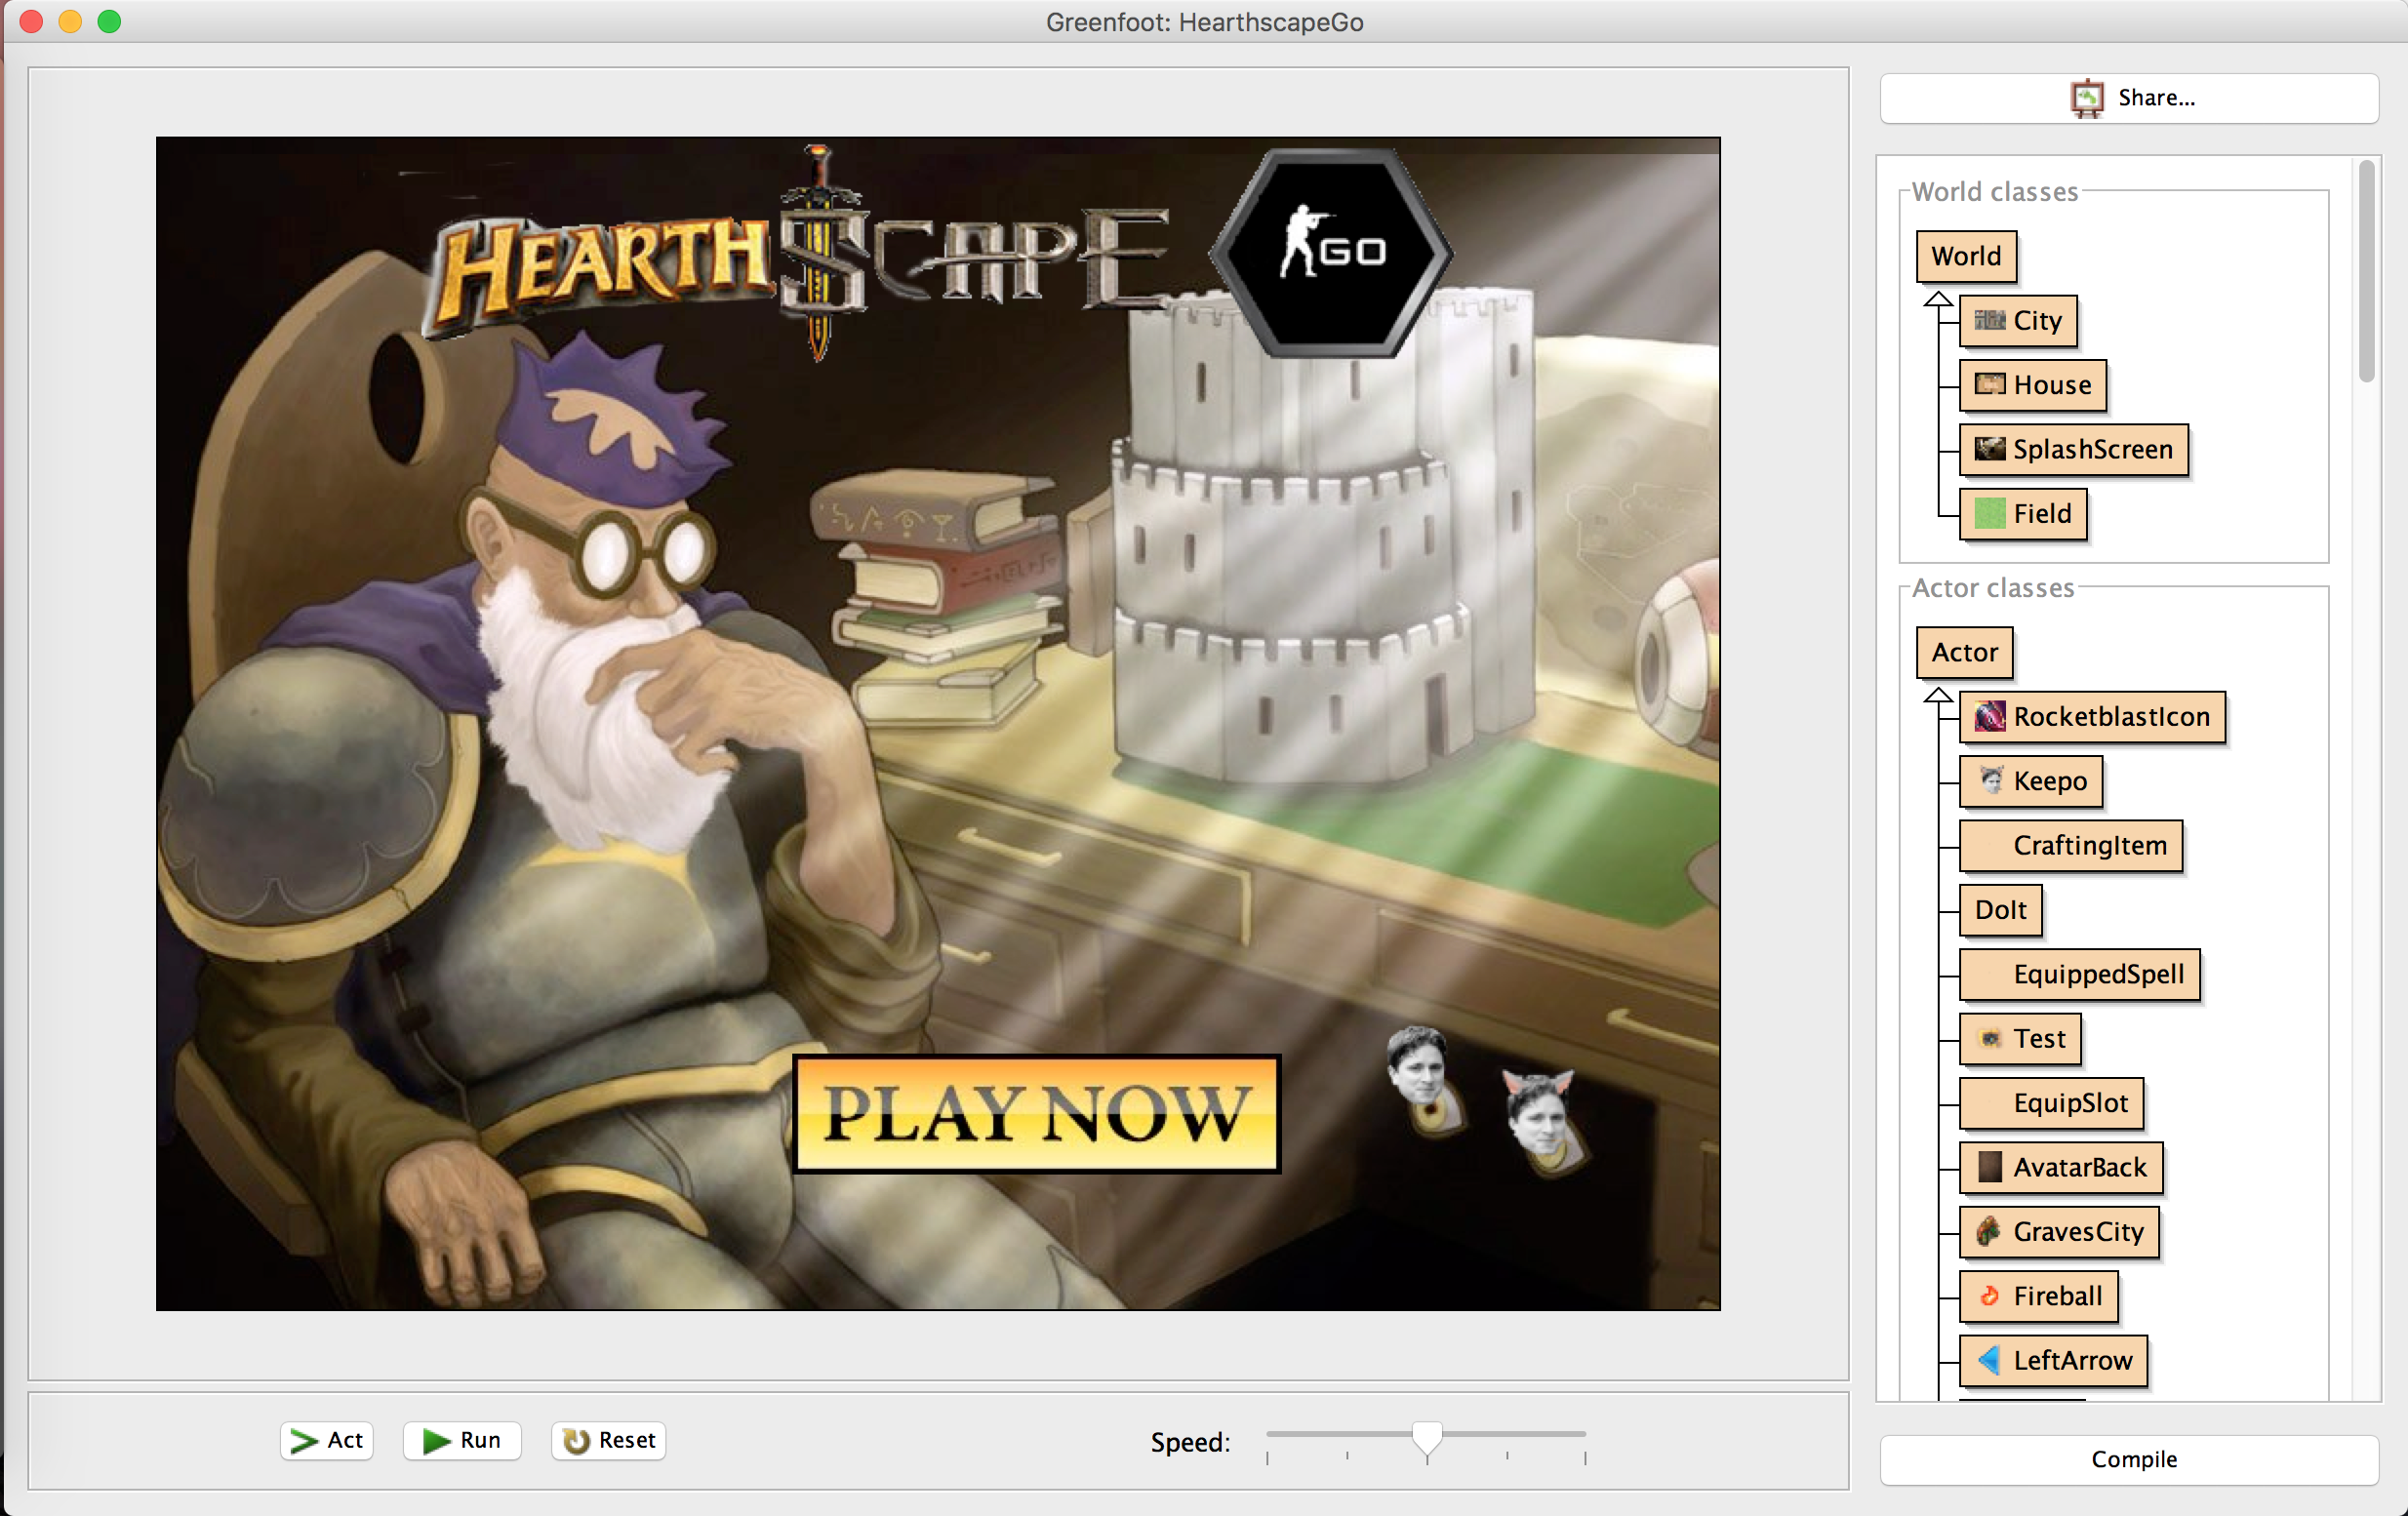 Greenfoot: HearthscapeGo
HEARTHSCAPE
GO
PLAY NOW
Act
Run
Reset
Speed:
Share...
World classes
World
City
House
SplashScreen
Field
Actor classes
Actor
RocketblastIcon
Keepo
CraftingItem
DoIt
EquippedSpell
Test
EquipSlot
AvatarBack
GravesCity
Fireball
LeftArrow
Compile